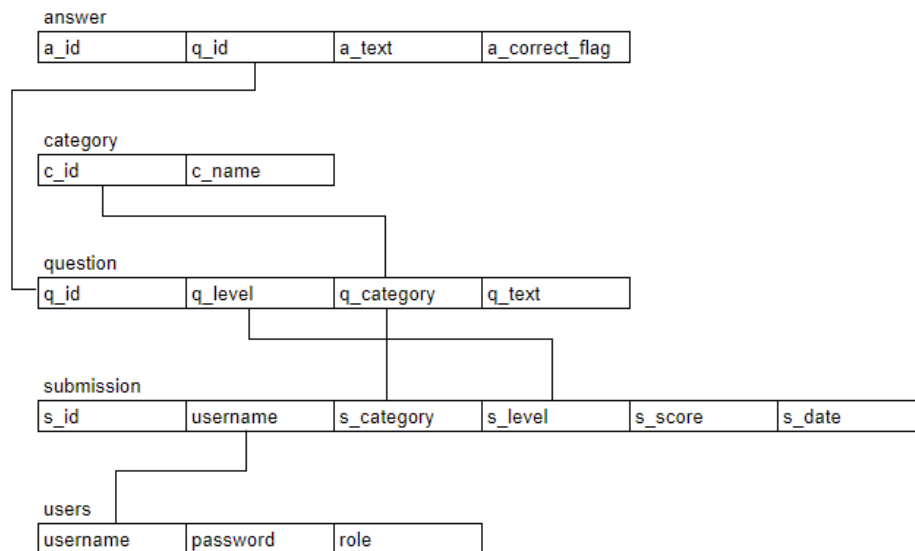 answer
a_id q_id a_text a_correct_flag
category
c_id c_name
question
q_id q_level q_category q_text
submission
s_id username s_category s_level s_score s_date
users
username password role